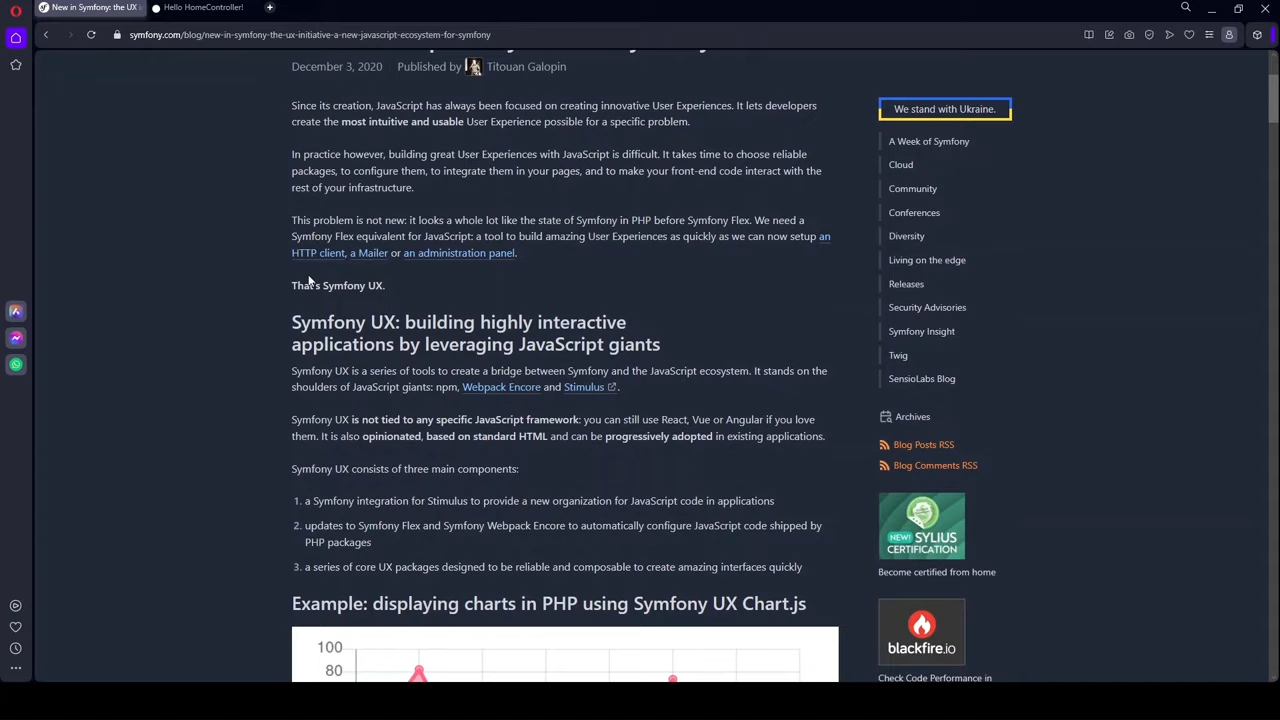 New in Symfony: the UX i
Hello HomeController!
symfony.com/blog/new-in-symfony-the-ux-initiative-a-new-javascript-ecosystem-for-symfony
December 3, 2020 Published by Titouan Galopin
Since its creation, JavaScript has always been focused on creating innovative User Experiences. It lets developers
create the most intuitive and usable User Experience possible for a specific problem.
In practice however, building great User Experiences with JavaScript is difficult. It takes time to choose reliable
packages, to configure them, to integrate them in your pages, and to make your front-end code interact with the
rest of your infrastructure.
This problem is not new: it looks a whole lot like the state of Symfony in PHP before Symfony Flex. We need a
Symfony Flex equivalent for JavaScript: a tool to build amazing User Experiences as quickly as we can now setup an
HTTP client, a Mailer or an administration panel.
That's Symfony UX.
Symfony UX: building highly interactive
applications by leveraging JavaScript giants
Symfony UX is a series of tools to create a bridge between Symfony and the JavaScript ecosystem. It stands on the
shoulders of JavaScript giants: npm, Webpack Encore and Stimulus.
Symfony UX is not tied to any specific JavaScript framework: you can still use React, Vue or Angular if you love
them. It is also opinionated, based on standard HTML and can be progressively adopted in existing applications.
Symfony UX consists of three main components:
1. a Symfony integration for Stimulus to provide a new organization for JavaScript code in applications
2. updates to Symfony Flex and Symfony Webpack Encore to automatically configure JavaScript code shipped by
PHP packages
3. a series of core UX packages designed to be reliable and composable to create amazing interfaces quickly
Example: displaying charts in PHP using Symfony UX Chart.js
100
80
We stand with Ukraine.
A Week of Symfony
Cloud
Community
Conferences
Diversity
Living on the edge
Releases
Security Advisories
Symfony Insight
Twig
SensioLabs Blog
Archives
Blog Posts RSS
Blog Comments RSS
NEW! SYLIUS
CERTIFICATION
Become certified from home
blackfire.io
Check Code Performance in